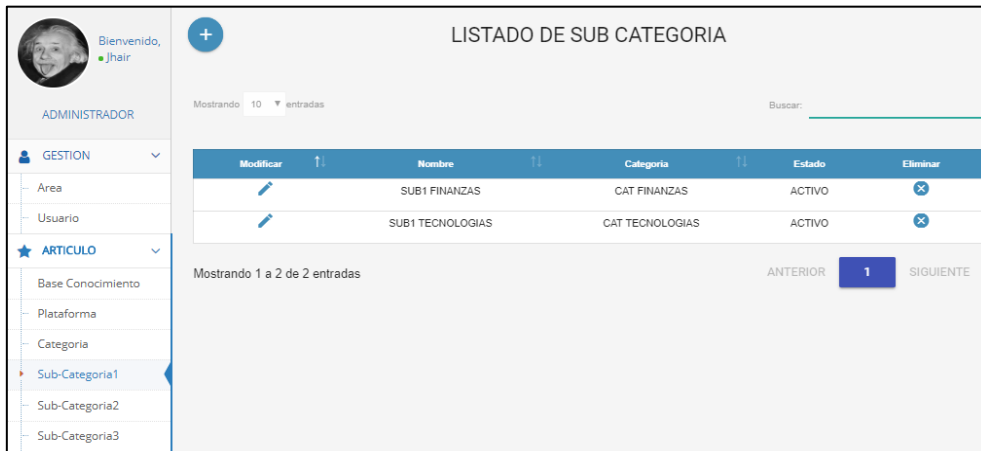 Bienvenido,
Jhair
ADMINISTRADOR
GESTION
Area
Usuario
ARTICULO
Base Conocimiento
Plataforma
Categoria
Sub-Categoria1
Sub-Categoria2
Sub-Categoria3
LISTADO DE SUB CATEGORIA
Mostrando 10 entradas
Buscar:
Modificar Nombre Categoria Estado Eliminar
SUB1 FINANZAS CAT FINANZAS ACTIVO
SUB1 TECNOLOGIAS CAT TECNOLOGIAS ACTIVO
Mostrando 1 a 2 de 2 entradas
ANTERIOR 1 SIGUIENTE